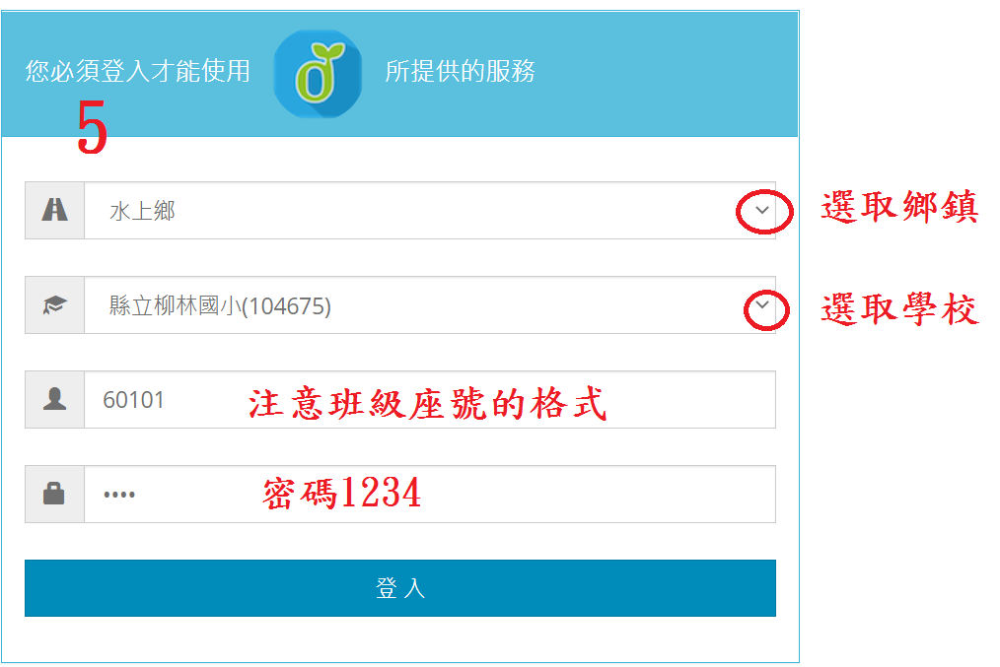 您必須登入才能使用 所提供的服務
5
水上鄉 選取鄉鎮
縣立柳林國小(104675) 選取學校
60101 注意班級座號的格式
•••• 密碼1234
登入